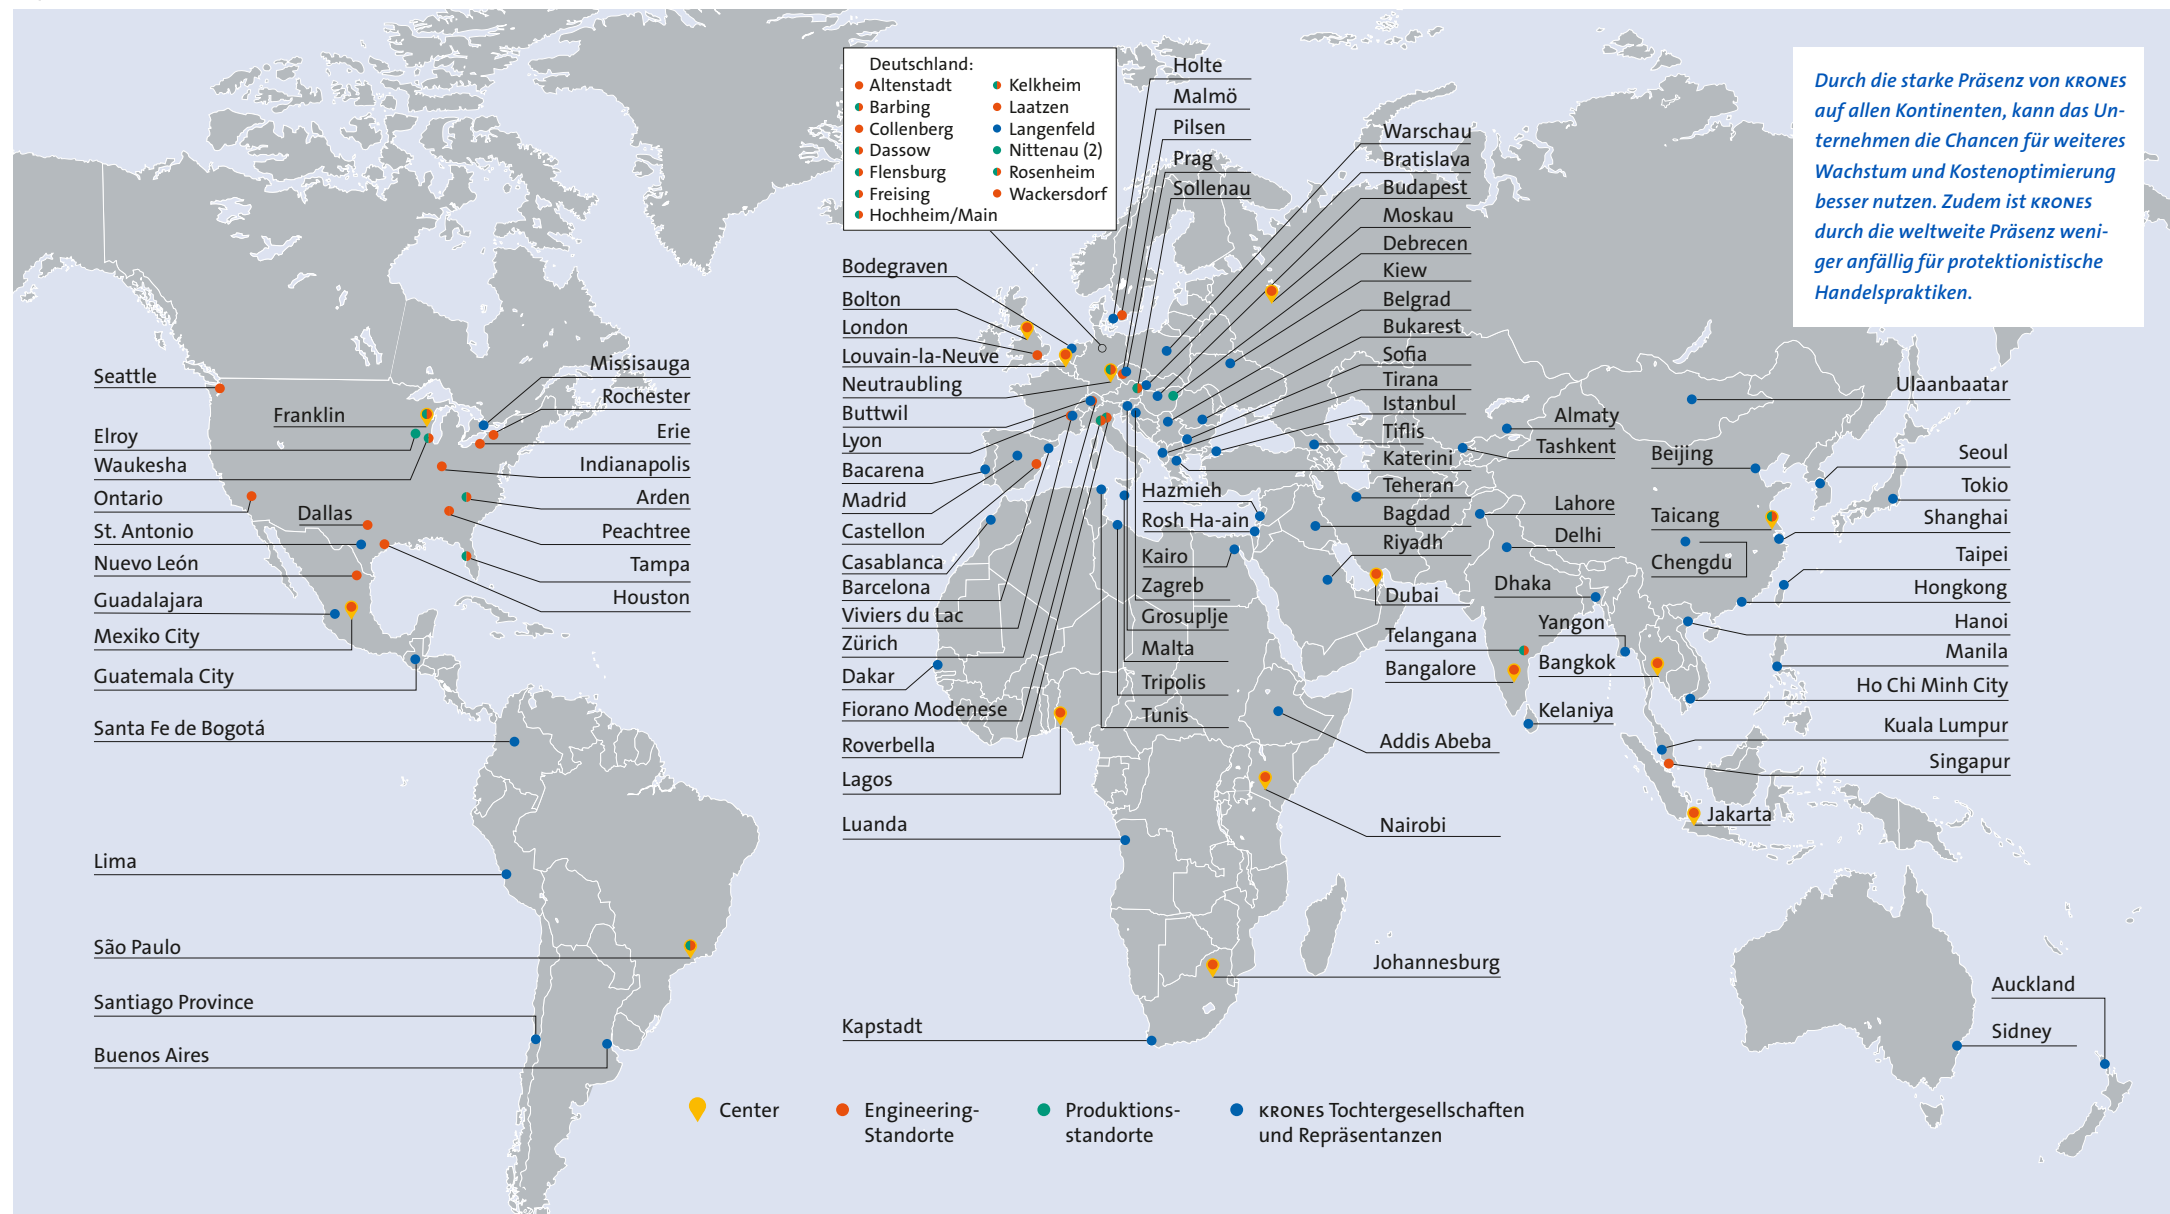 Deutschland:
Altenstadt
Barbing
Collenberg
Dassow
Flensburg
Freising
Hochheim/Main
Kelkheim
Laatzen
Langenfeld
Nittenau (2)
Rosenheim
Wackersdorf
Durch die starke Präsenz von KRONES
auf allen Kontinenten, kann das Un-
ternehmen die Chancen für weiteres
Wachstum und Kostenoptimierung
besser nutzen. Zudem ist KRONES
durch die weltweite Präsenz weni-
ger anfällig für protektionistische
Handelspraktiken.
Seattle
Franklin
Elroy
Waukesha
Ontario
Dallas
St. Antonio
Nuevo León
Guadalajara
Mexiko City
Guatemala City
Santa Fe de Bogotá
Lima
São Paulo
Santiago Province
Buenos Aires
Missisauga
Rochester
Erie
Indianapolis
Arden
Peachtree
Tampa
Houston
Bodegraven
Bolton
London
Louvain-la-Neuve
Neutraubling
Buttwil
Lyon
Bacarena
Madrid
Castellon
Casablanca
Barcelona
Viviers du Lac
Zürich
Dakar
Fiorano Modenese
Roverbella
Lagos
Luanda
Kapstadt
Holte
Malmö
Pilsen
Prag
Sollenau
Warschau
Bratislava
Budapest
Moskau
Debrecen
Kiew
Belgrad
Bukarest
Sofia
Tirana
Istanbul
Tiflis
Katerini
Teheran
Bagdad
Riyadh
Dubai
Hazmieh
Rosh Ha-ain
Kairo
Zagreb
Grosuplje
Malta
Tripolis
Tunis
Telangana
Bangalore
Addis Abeba
Nairobi
Johannesburg
Almaty
Tashkent
Lahore
Delhi
Dhaka
Yangon
Bangkok
Kelaniya
Beijing
Taicang
Chengdu
Ulaanbaatar
Seoul
Tokio
Shanghai
Taipei
Hongkong
Hanoi
Manila
Ho Chi Minh City
Kuala Lumpur
Singapur
Jakarta
Auckland
Sidney
Center
Engineering-
Standorte
Produktions-
standorte
KRONES Tochtergesellschaften
und Repräsentanzen